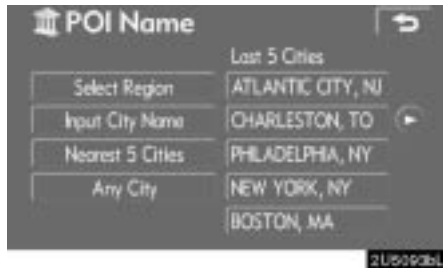 POI Name
Last 5 Cities
Select Region
ATLANTIC CITY, NJ
Input City Name
CHARLESTON, TO
Nearest 5 Cities
PHILADELPHIA, NY
Any City
NEW YORK, NY
BOSTON, MA
2U5093bL